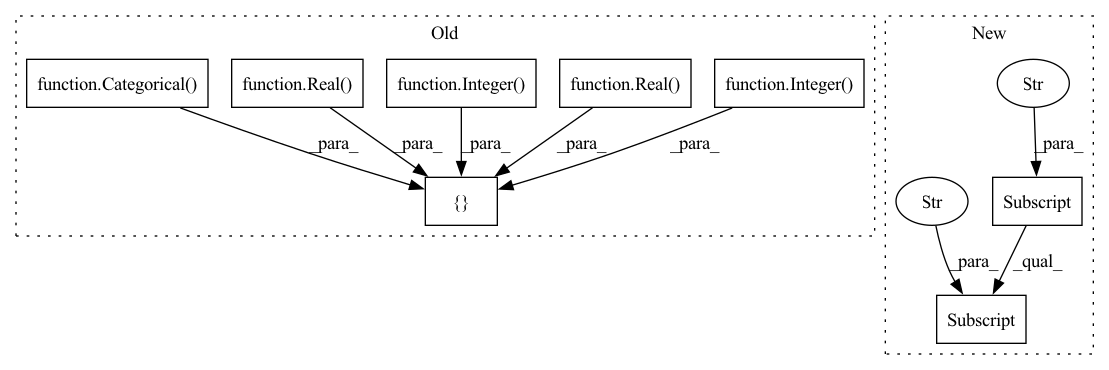 Old
New
function.Categorical()
function.Real()
function.Integer()
function.Real()
function.Integer()
Str
_para_
_para_
_para_
_para_
_para_
_para_
{}
Str
Subscript
_para_
_qual_
Subscript